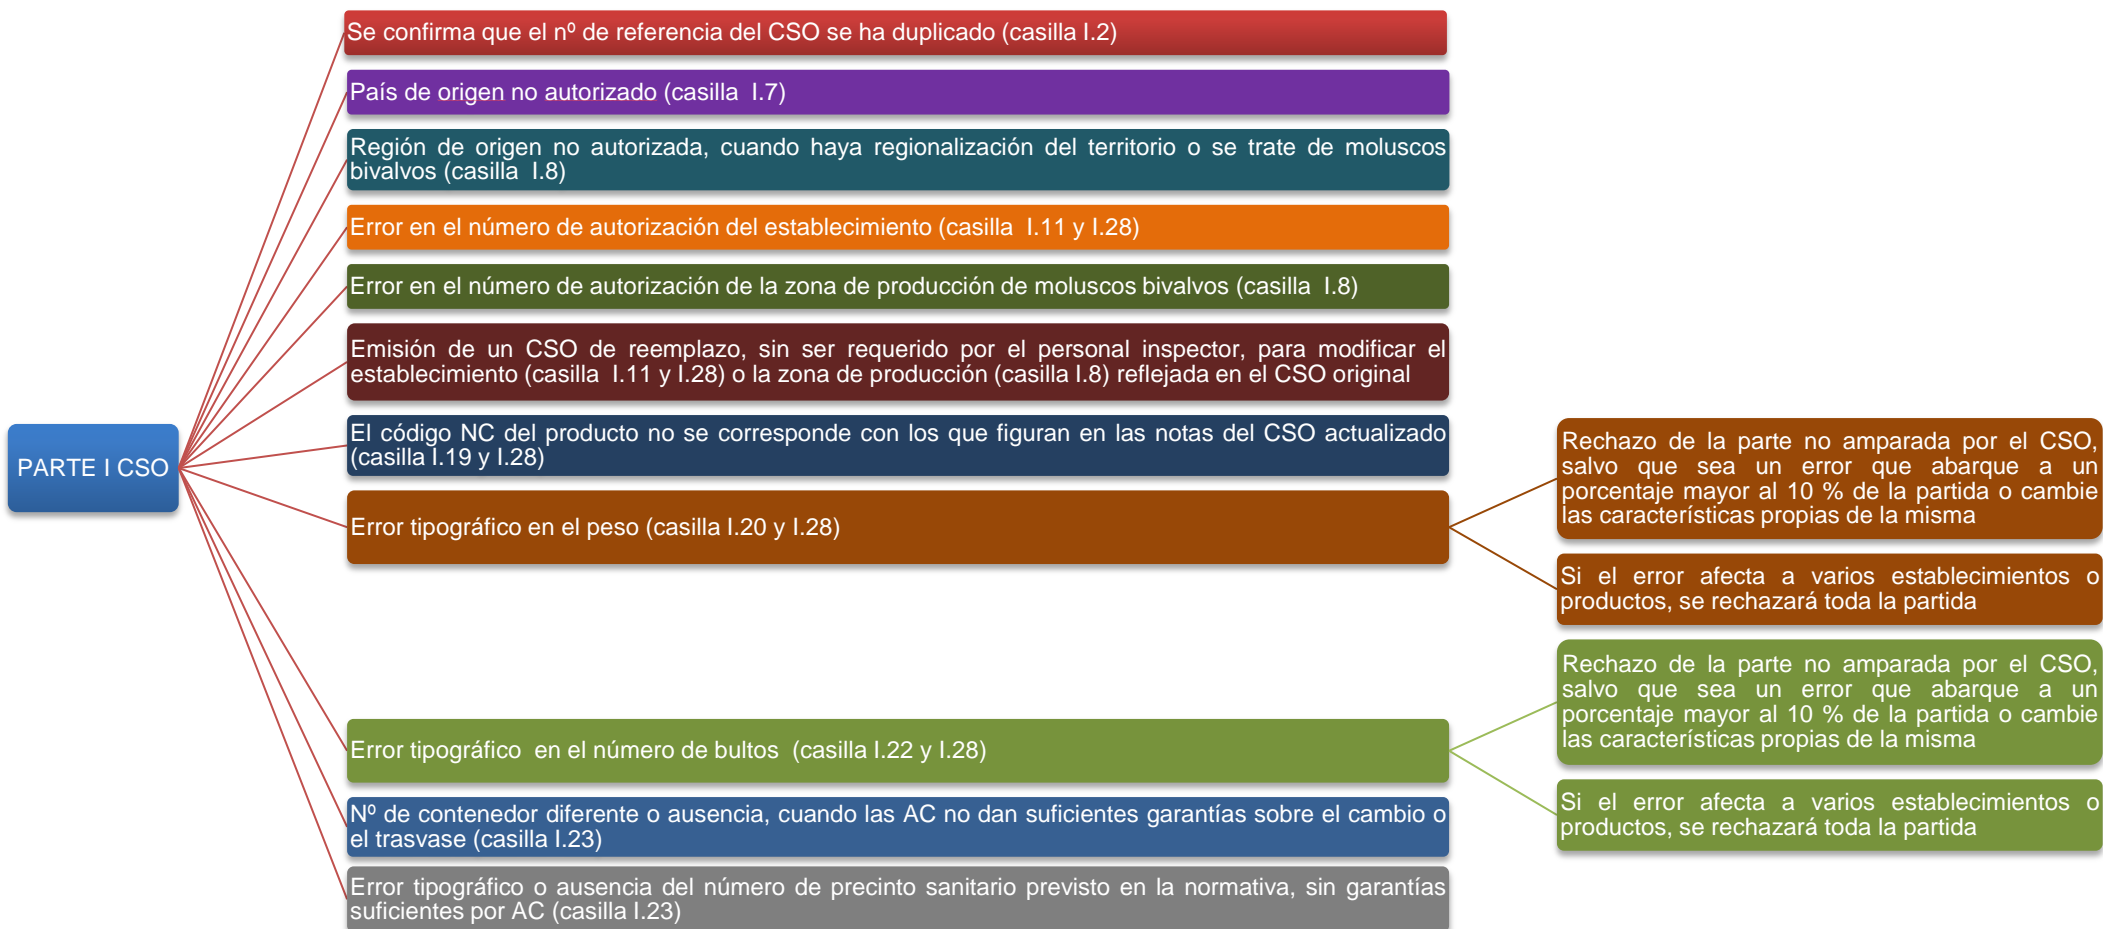 PARTE I CSO
Se confirma que el nº de referencia del CSO se ha duplicado (casilla I.2)
País de origen no autorizado (casilla I.7)
Región de origen no autorizada, cuando haya regionalización del territorio o se trate de moluscos
bivalvos (casilla I.8)
Error en el número de autorización del establecimiento (casilla I.11 y I.28)
Error en el número de autorización de la zona de producción de moluscos bivalvos (casilla I.8)
Emisión de un CSO de reemplazo, sin ser requerido por el personal inspector, para modificar el
establecimiento (casilla I.11 y I.28) o la zona de producción (casilla I.8) reflejada en el CSO original
El código NC del producto no se corresponde con los que figuran en las notas del CSO actualizado
(casilla I.19 y I.28)
Error tipográfico en el peso (casilla I.20 y I.28)
Rechazo de la parte no amparada por el CSO,
salvo que sea un error que abarque a un
porcentaje mayor al 10 % de la partida o cambie
las características propias de la misma
Si el error afecta a varios establecimientos o
productos, se rechazará toda la partida
Error tipográfico en el número de bultos (casilla I.22 y I.28)
Rechazo de la parte no amparada por el CSO,
salvo que sea un error que abarque a un
porcentaje mayor al 10 % de la partida o cambie
las características propias de la misma
Si el error afecta a varios establecimientos o
productos, se rechazará toda la partida
Nº de contenedor diferente o ausencia, cuando las AC no dan suficientes garantías sobre el cambio o
el trasvase (casilla I.23)
Error tipográfico o ausencia del número de precinto sanitario previsto en la normativa, sin garantías
suficientes por AC (casilla I.23)